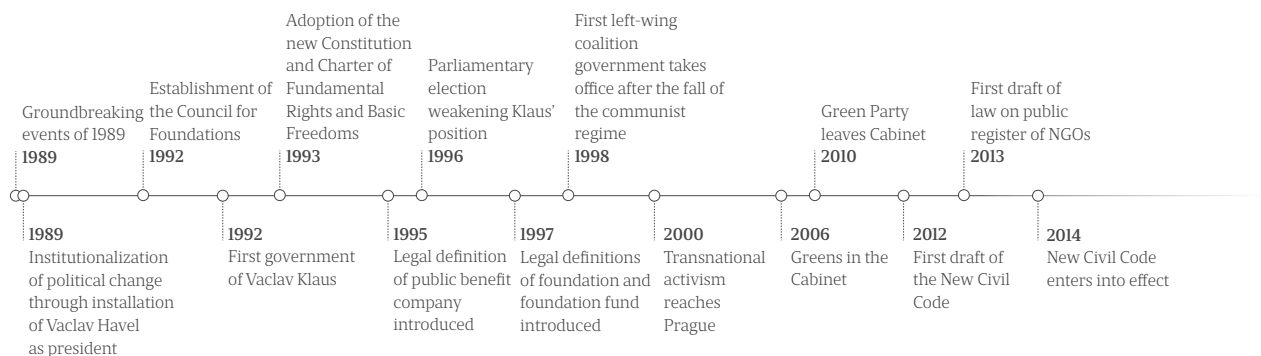 Groundbreaking
events of 1989
1989
Establishment of
the Council for
Foundations
1992
Adoption of the
new Constitution
and Charter of
Fundamental
Rights and Basic
Freedoms
1993
Parliamentary
election
weakening Klaus’
position
1996
First left-wing
coalition
government takes
office after the fall of
the communist
regime
1998
Green Party
leaves Cabinet
2010
First draft of
law on public
register of NGOs
2013
1989
Institutionalization
of political change
through installation
of Vaclav Havel
as president
1992
First government
of Vaclav Klaus
1995
Legal definition
of public benefit
company
introduced
1997
Legal definitions
of foundation and
foundation fund
introduced
2000
Transnational
activism
reaches
Prague
2006
Greens in the
Cabinet
2012
First draft of
the New Civil
Code
2014
New Civil Code
enters into effect